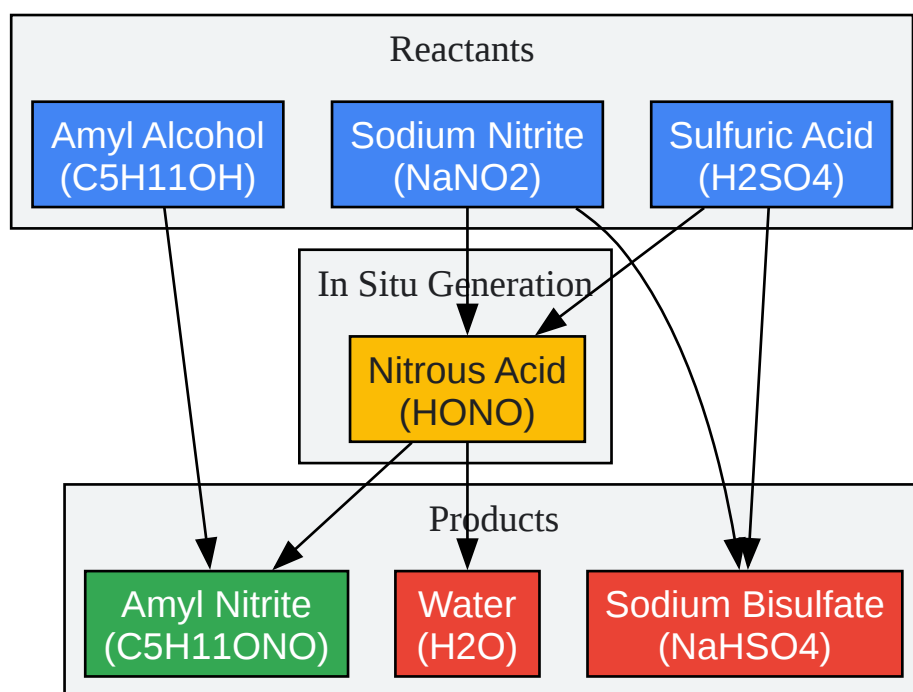 Reactants
Amyl Alcohol
(C5H11OH)
Sodium Nitrite
(NaNO2)
Sulfuric Acid
(H2SO4)
In Situ Generation
Nitrous Acid
(HONO)
Products
Amyl Nitrite
(C5H11ONO)
Water
(H2O)
Sodium Bisulfate
(NaHSO4)